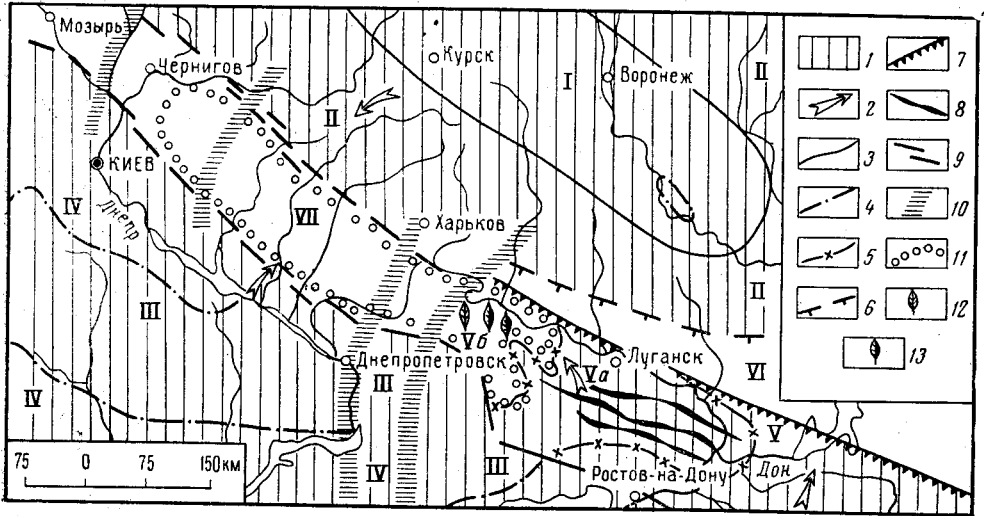 Мозырь
Чернигов
Курск
I
Воронеж
II
II
КИЕВ
IV
Днепр
VII
Харьков
III
II
Днепропетровск
Vб
Vа
Луганск
VI
III
IV
V
IV
III
Ростов-на-Дону
Дон
75 0 75 150 км
1 7
2 8
3 9
4 10
5 11
6 12
13